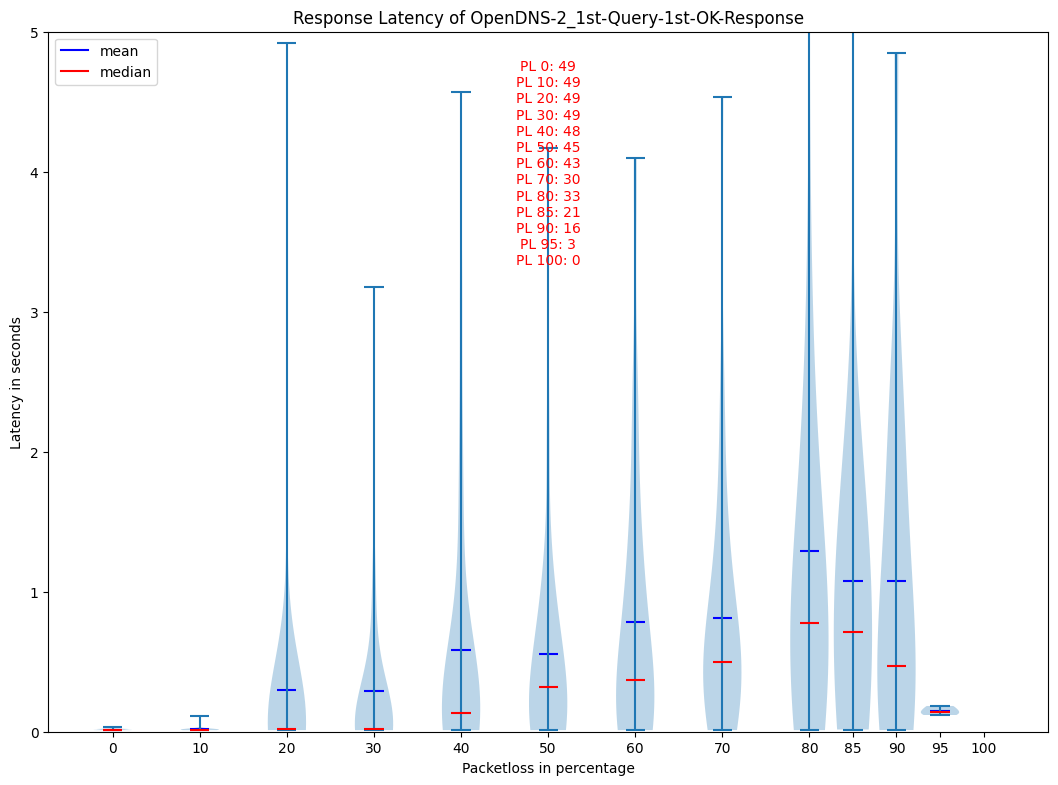 Response Latency of OpenDNS-2_1st-Query-1st-OK-Response
mean
median
PL 0: 49
PL 10: 49
PL 20: 49
PL 30: 49
PL 40: 48
PL 50: 45
PL 60: 43
PL 70: 30
PL 80: 33
PL 85: 21
PL 90: 16
PL 95: 3
PL 100: 0
5
4
3
2
1
0
Latency in seconds
0 10 20 30 40 50 60 70 80 85 90 95 100
Packetloss in percentage